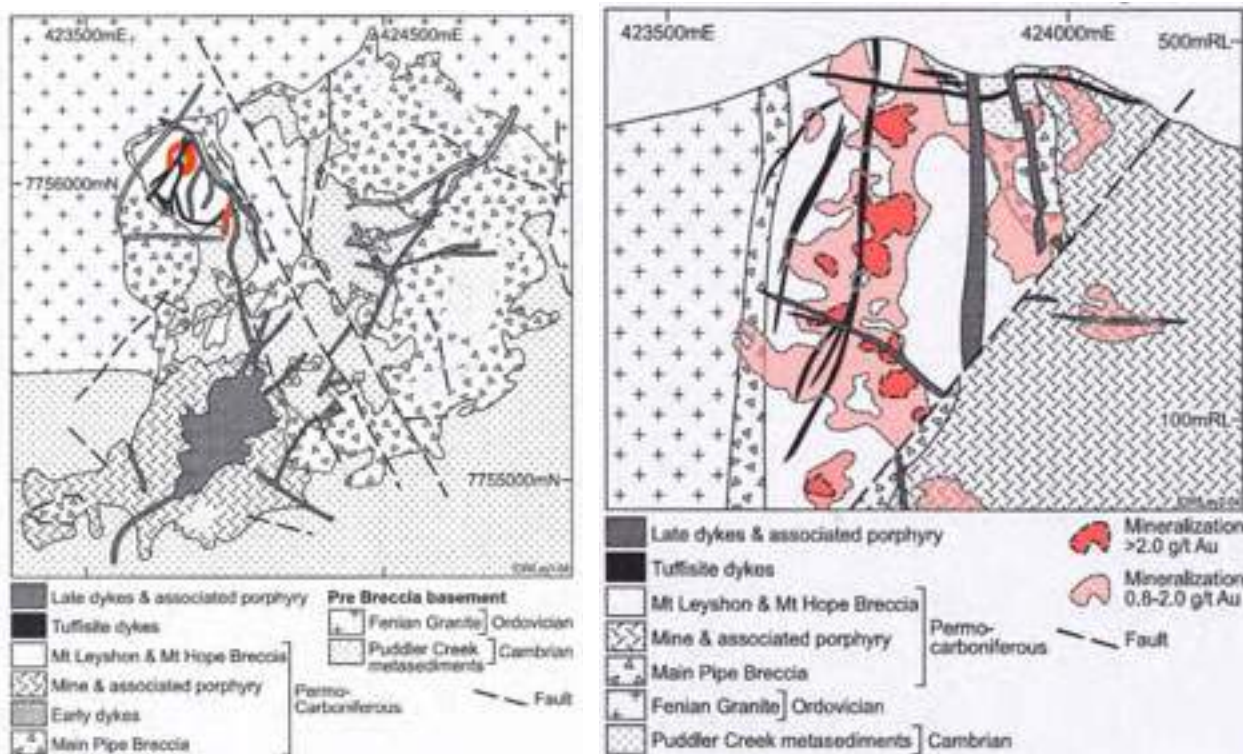 423500mE
424500mE
7756000mN
7755000mN
Late dykes & associated porphyry
Tuffisite dykes
Mt Leyshon & Mt Hope Breccia
Mine & associated porphyry
Early dykes
Main Pipe Breccia
Permo-
Carboniferous
Pre Breccia basement
Fenian Granite
Ordovician
Puddler Creek
metasediments
Cambrian
Fault
423500mE
424000mE
500mRL
100mRL
Late dykes & associated porphyry
Tuffisite dykes
Mt Leyshon & Mt Hope Breccia
Mine & associated porphyry
Main Pipe Breccia
Permo-
carboniferous
Fenian Granite
Ordovician
Puddler Creek metasediments
Cambrian
Mineralization
>2.0 g/t Au
Mineralization
0.8-2.0 g/t Au
Fault